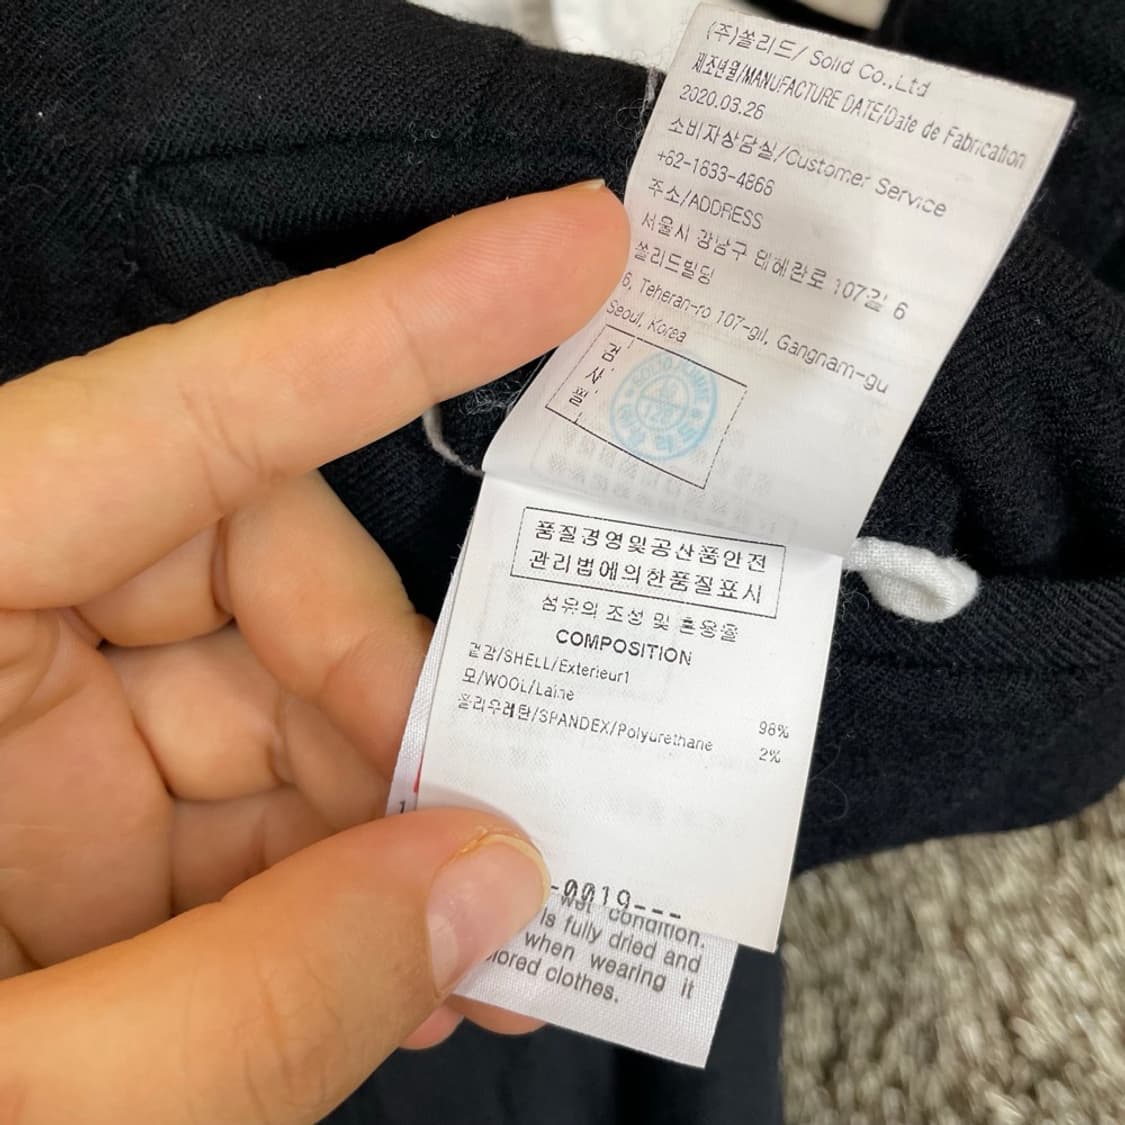 (주)쏠리드/ Solid Co.,Ltd
제조년월/MANUFACTURE DATE/Date de Fabrication
2020.03.26
소비자상담실/Customer Service
+62-1633-4866
주소/ADDRESS
서울시 강남구 테헤란로 107길 6
쏠리드빌딩
6, Teheran-ro 107-gil, Gangnam-gu
Seoul, Korea
검사필
SOLID HOMME
품질경영및공산품안전
관리법에의한품질표시
섬유의 조성 및 혼용율
COMPOSITION
겉감/SHELL/Exterieur1
모/WOOL/Laine 98%
폴리우레탄/SPANDEX/Polyurethane 2%
1
-0019---
wet condition.
is fully dried and
when wearing it
clothes.